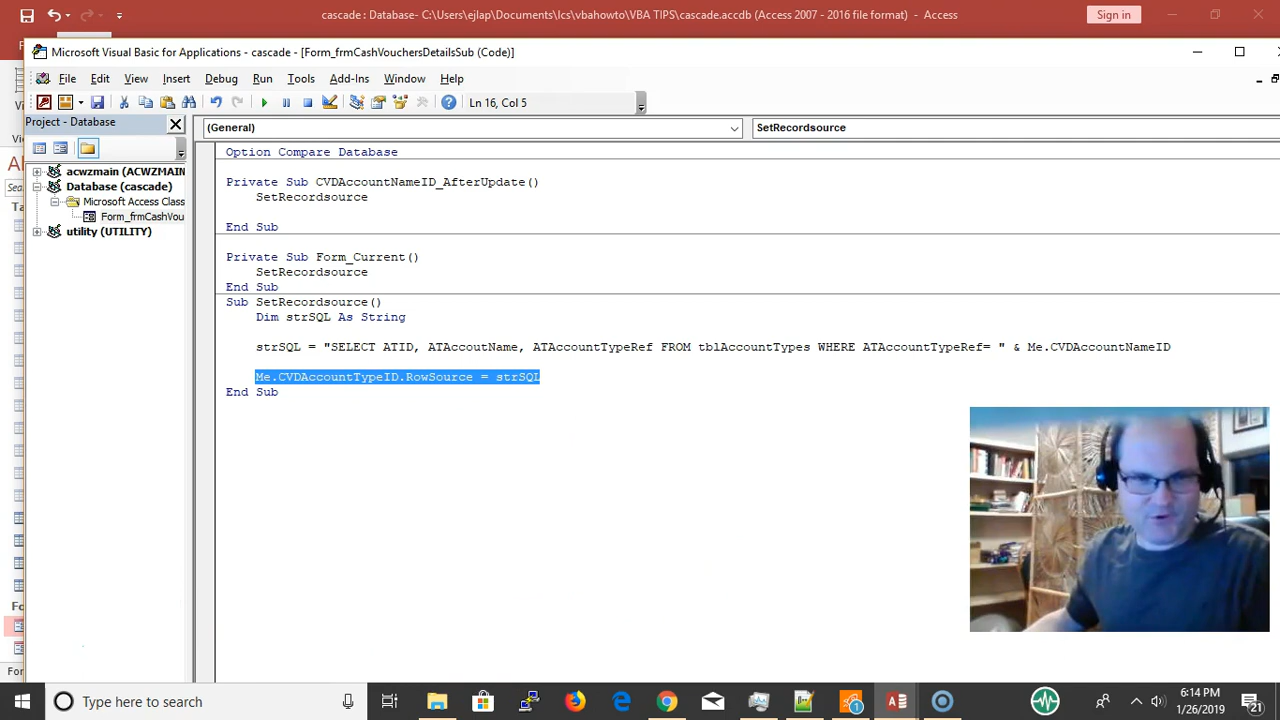 cascade : Database- C:\Users\ejlap\Documents\lcs\vbahowto\VBA TIPS\cascade.accdb (Access 2007 - 2016 file format) - Access
Sign in
Microsoft Visual Basic for Applications - cascade - [Form_frmCashVouchersDetailsSub (Code)]
File Edit View Insert Debug Run Tools Add-Ins Window Help
Ln 16, Col 5
Project - Database
(General)
SetRecordsource
acwzmain (ACWZMAIN
Database (cascade)
Microsoft Access Class
Form_frmCashVou
utility (UTILITY)
Option Compare Database
Private Sub CVDAccountNameID_AfterUpdate()
SetRecordsource
End Sub
Private Sub Form_Current()
SetRecordsource
End Sub
Sub SetRecordsource()
Dim strSQL As String
strSQL = "SELECT ATID, ATAccoutName, ATAccountTypeRef FROM tblAccountTypes WHERE ATAccountTypeRef= " & Me.CVDAccountNameID
Me.CVDAccountTypeID.RowSource = strSQL
End Sub
Type here to search
6:14 PM
1/26/2019
21